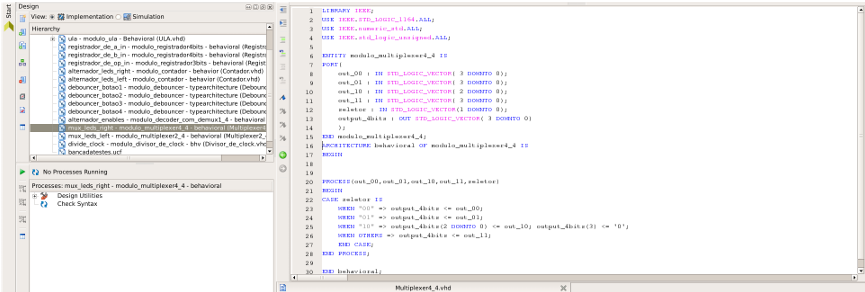 Start
Design
View: Implementation Simulation
Hierarchy
ula - modulo_ula - Behavioral (ULA.vhd)
registrador_de_a_in - modulo_registrador4bits - behavioral (Registr
registrador_de_b_in - modulo_registrador4bits - behavioral (Registr
registrador_de_op_in - modulo_registrador3bits - behavioral (Regist
alternador_leds_right - modulo_contador - behavior (Contador.vhd)
alternador_leds_left - modulo_contador - behavior (Contador.vhd)
debouncer_botao1 - modulo_debouncer - typearchitecture (Debounc
debouncer_botao2 - modulo_debouncer - typearchitecture (Debounc
debouncer_botao3 - modulo_debouncer - typearchitecture (Debounc
debouncer_botao4 - modulo_debouncer - typearchitecture (Debounc
alternador_enables - modulo_decoder_com_demux1_4 - behavioral
mux_leds_right - modulo_multiplexer4_4 - behavioral (Multiplexer4
mux_leds_left - modulo_multiplexer2_4 - behavioral (Multiplexer2_
divide_clock - modulo_divisor_de_clock - bhv (Divisor_de_clock.vhd
bancadatestes.ucf
No Processes Running
Processes: mux_leds_right - modulo_multiplexer4_4 - behavioral
Design Utilities
Check Syntax
1 LIBRARY IEEE;
2 USE IEEE.STD_LOGIC_1164.ALL;
3 USE IEEE.numeric_std.ALL;
4 USE IEEE.std_logic_unsigned.ALL;
5
6 ENTITY modulo_multiplexer4_4 IS
7 PORT(
8 out_00 : IN STD_LOGIC_VECTOR( 3 DOWNTO 0);
9 out_01 : IN STD_LOGIC_VECTOR( 3 DOWNTO 0);
10 out_10 : IN STD_LOGIC_VECTOR( 2 DOWNTO 0);
11 out_11 : IN STD_LOGIC_VECTOR( 3 DOWNTO 0);
12 seletor : IN STD_LOGIC_VECTOR(1 DOWNTO 0);
13 output_4bits : OUT STD_LOGIC_VECTOR( 3 DOWNTO 0)
14 );
15 END modulo_multiplexer4_4;
16 ARCHITECTURE behavioral OF modulo_multiplexer4_4 IS
17 BEGIN
18
19
20 PROCESS(out_00,out_01,out_10,out_11,seletor)
21 BEGIN
22 CASE seletor IS
23 WHEN "00" => output_4bits <= out_00;
24 WHEN "01" => output_4bits <= out_01;
25 WHEN "10" => output_4bits(2 DOWNTO 0) <= out_10; output_4bits(3) <= '0';
26 WHEN OTHERS => output_4bits <= out_11;
27 END CASE;
28 END PROCESS;
29
30 END behavioral;
Multiplexer4_4.vhd